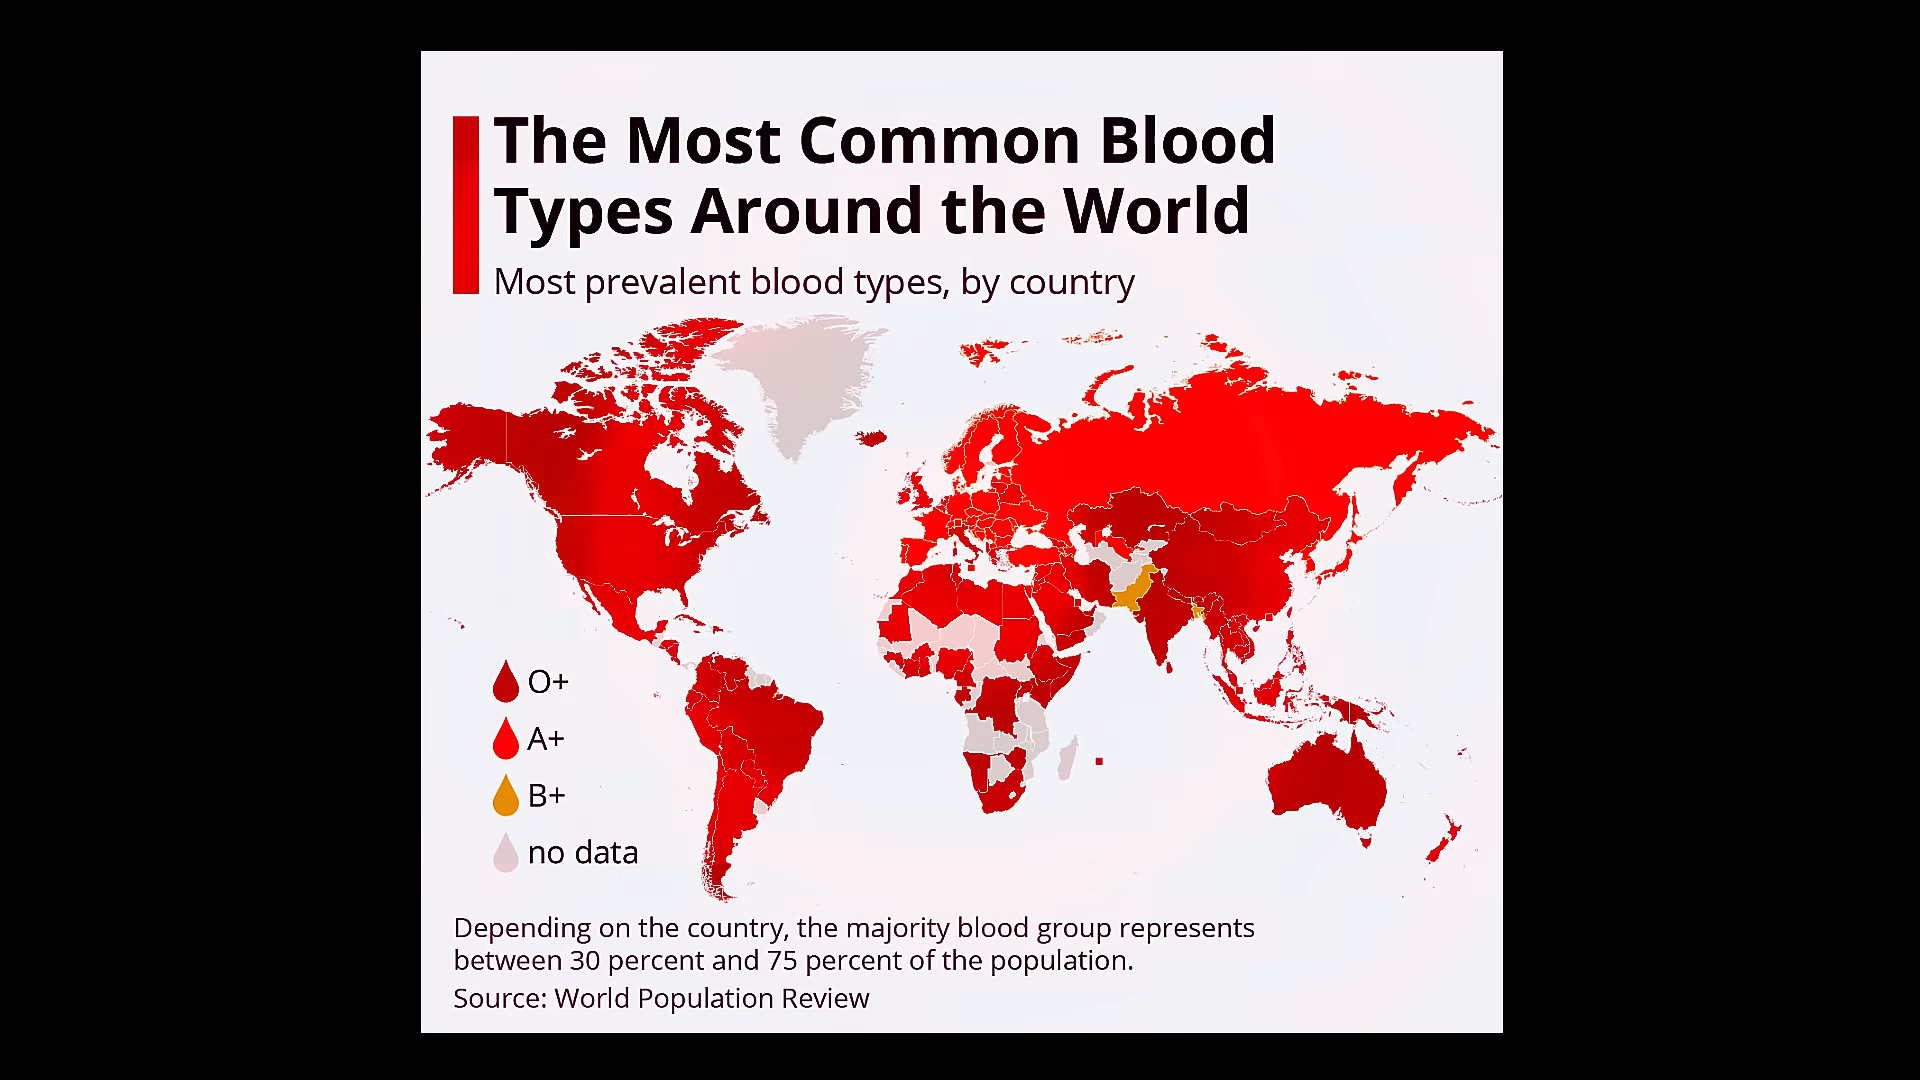 The Most Common Blood
Types Around the World
Most prevalent blood types, by country
O+
A+
B+
no data
Depending on the country, the majority blood group represents
between 30 percent and 75 percent of the population.
Source: World Population Review